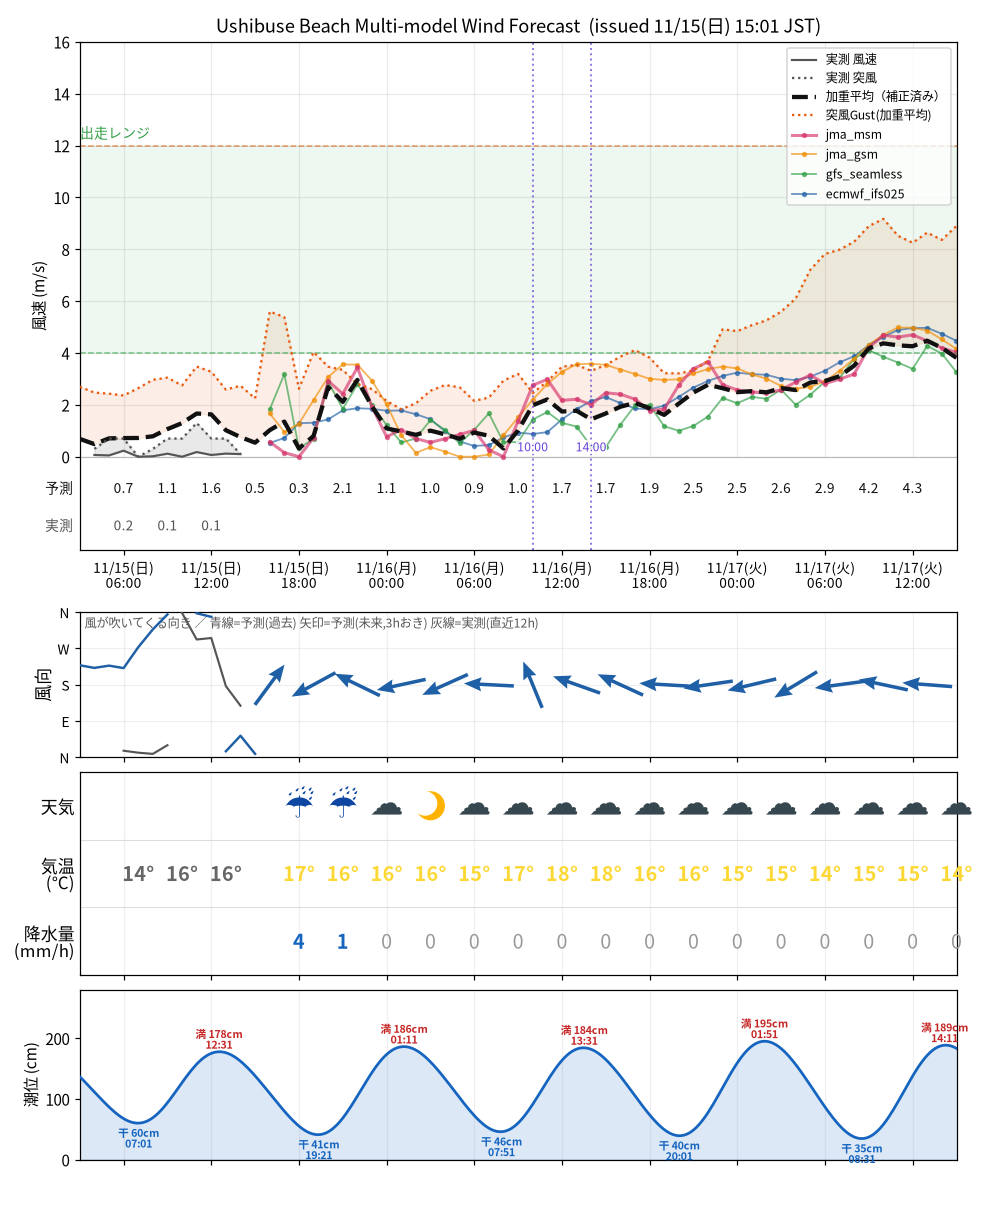 Ushibuse Beach Multi-model Wind Forecast (issued 11/15(日) 15:01 JST)
16
14
12
10
8
6
4
2
0
風速 (m/s)
出走レンジ
実測 風速
実測 突風
加重平均（補正済み）
突風Gust(加重平均)
jma_msm
jma_gsm
gfs_seamless
ecmwf_ifs025
10:00 14:00
予測 0.7 1.1 1.6 0.5 0.3 2.1 1.1 1.0 0.9 1.0 1.7 1.7 1.9 2.5 2.5 2.6 2.9 4.2 4.3
実測 0.2 0.1 0.1
11/15(日) 11/15(日) 11/15(日) 11/16(月) 11/16(月) 11/16(月) 11/16(月) 11/17(火) 11/17(火) 11/17(火)
06:00 12:00 18:00 00:00 06:00 12:00 18:00 00:00 06:00 12:00
風向
N
W
S
E
N
風が吹いてくる向き ／ 青線=予測(過去) 矢印=予測(未来,3hおき) 灰線=実測(直近12h)
天気
気温
(℃)
14° 16° 16° 17° 16° 16° 16° 15° 17° 18° 18° 16° 16° 15° 15° 14° 15° 15° 14°
降水量
(mm/h)
4 1 0 0 0 0 0 0 0 0 0 0 0 0 0 0
潮位 (cm)
200
100
0
満 178cm
12:31
満 186cm
01:11
満 184cm
13:31
満 195cm
01:51
満 189cm
14:11
干 60cm
07:01
干 41cm
19:21
干 46cm
07:51
干 40cm
20:01
干 35cm
08:31